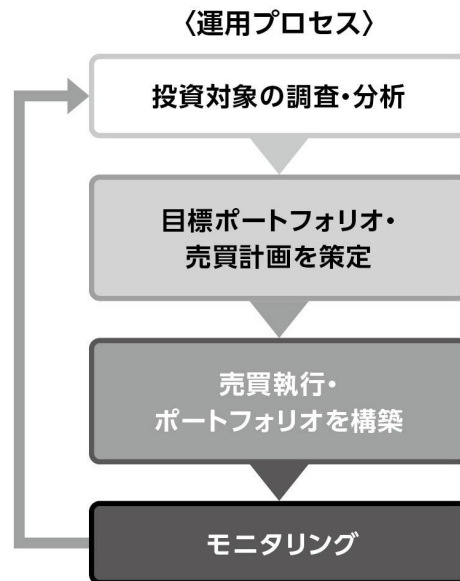 〈運用プロセス〉
投資対象の調査・分析
目標ポートフォリオ・
売買計画を策定
売買執行・
ポートフォリオを構築
モニタリング